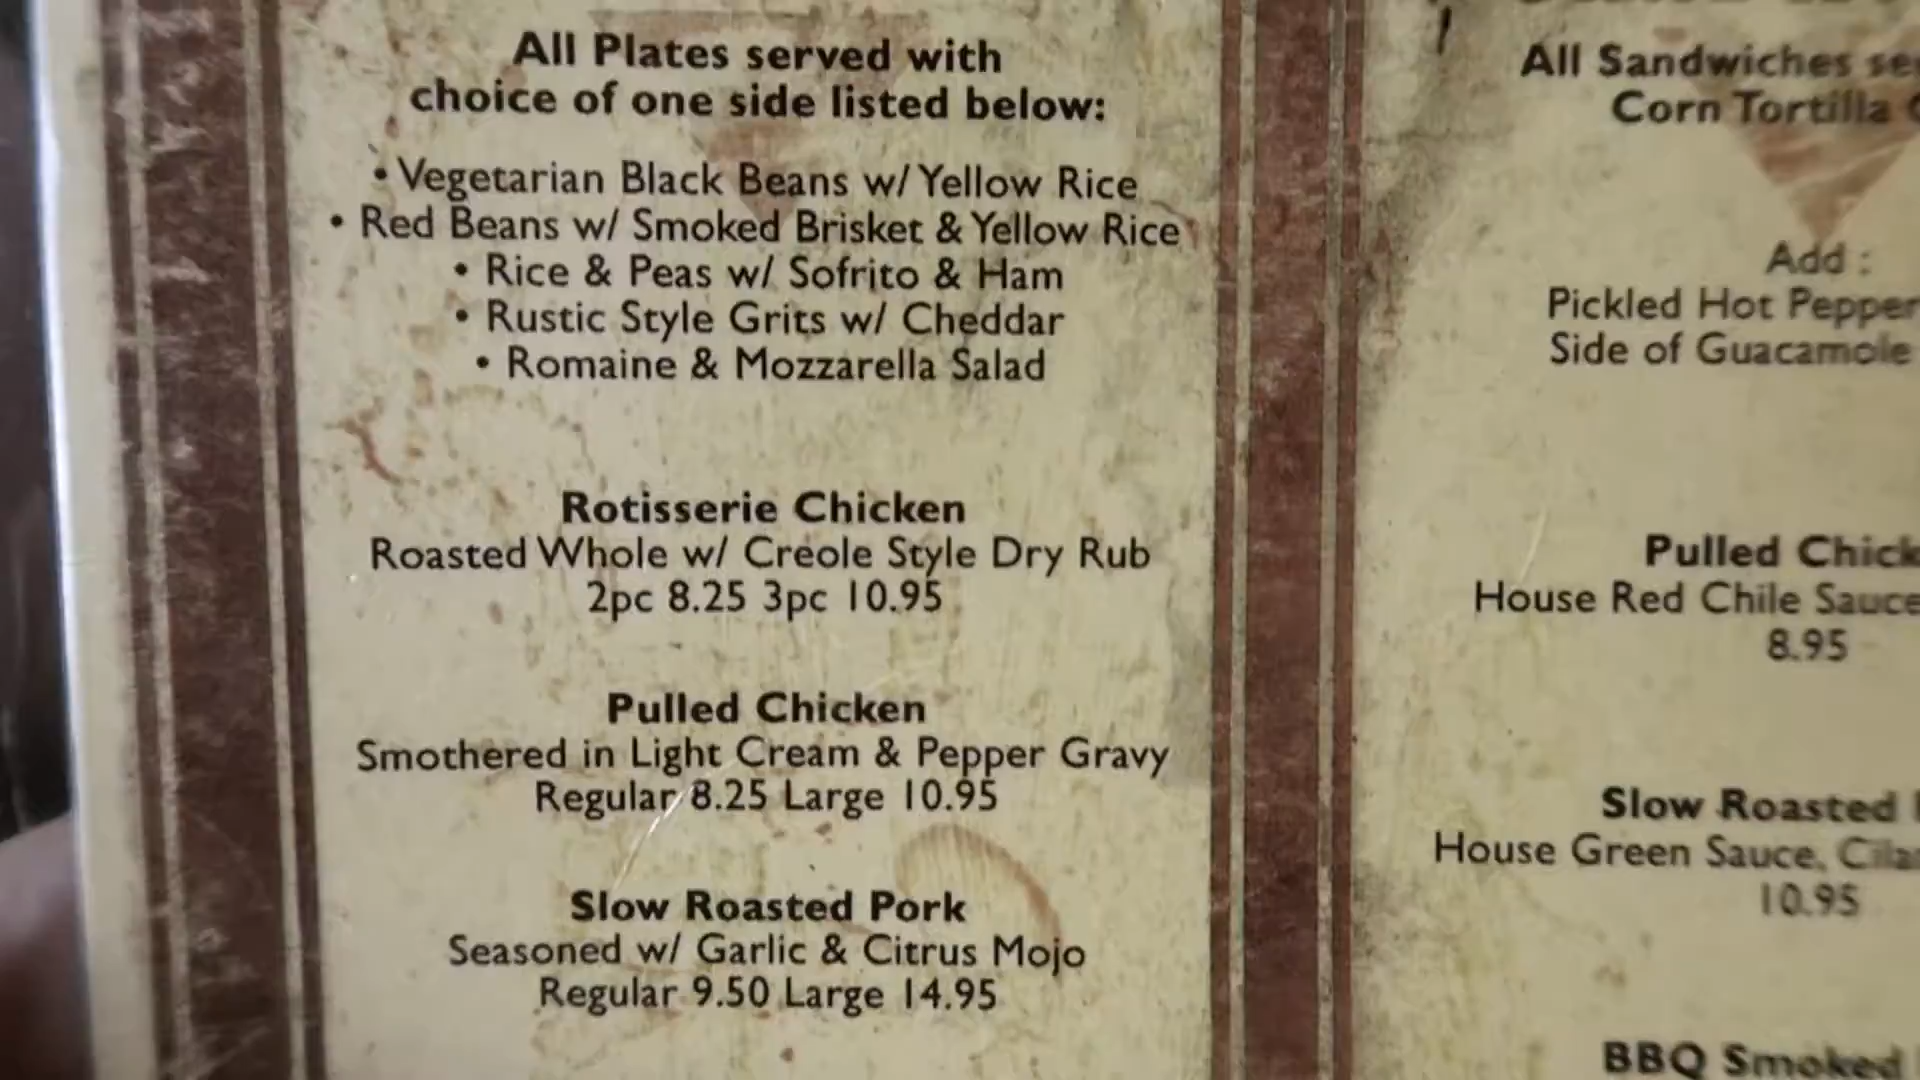 All Plates served with
choice of one side listed below:
• Vegetarian Black Beans w/ Yellow Rice
• Red Beans w/ Smoked Brisket & Yellow Rice
• Rice & Peas w/ Sofrito & Ham
• Rustic Style Grits w/ Cheddar
• Romaine & Mozzarella Salad
Rotisserie Chicken
Roasted Whole w/ Creole Style Dry Rub
2pc 8.25 3pc 10.95
Pulled Chicken
Smothered in Light Cream & Pepper Gravy
Regular 8.25 Large 10.95
Slow Roasted Pork
Seasoned w/ Garlic & Citrus Mojo
Regular 9.50 Large 14.95
All Sandwiches
Corn Tortilla
Add :
Pickled Hot Pepper
Side of Guacamole
Pulled
House Red Chile Sauce
8.95
Slow Roasted
House Green Sauce,
10.95
BBQ Smoked